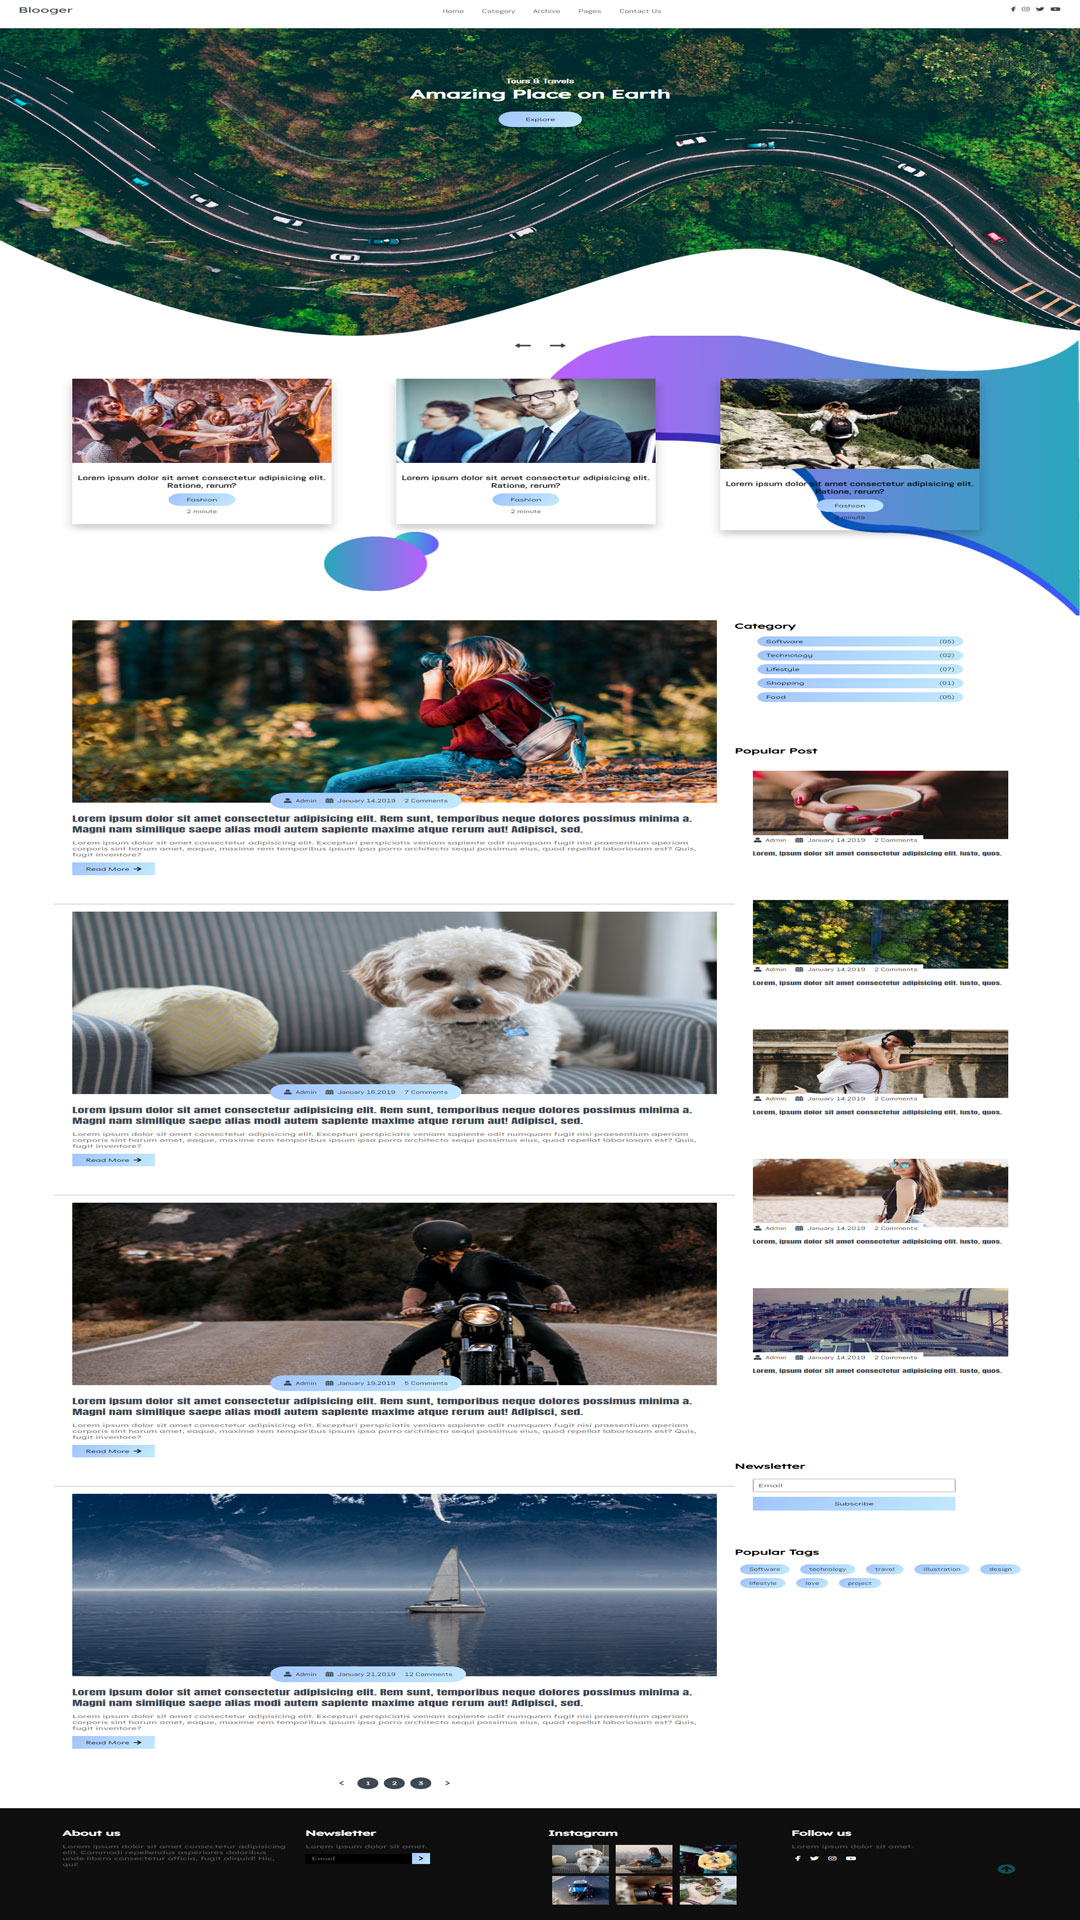 Blooger
Home Category Archive Pages Contact Us
Tours & Travels
Amazing Place on Earth
Explore
Lorem ipsum dolor sit amet consectetur adipisicing elit.
Ratione, rerum?
Fashion
2 minute
Lorem ipsum dolor sit amet consectetur adipisicing elit.
Ratione, rerum?
Fashion
2 minute
Lorem ipsum dolor sit amet consectetur adipisicing elit.
Ratione, rerum?
Fashion
2 minute
Admin January 14,2019 2 Comments
Lorem ipsum dolor sit amet consectetur adipisicing elit. Rem sunt, temporibus neque dolores possimus minima a.
Magni nam similique saepe alias modi autem sapiente maxime atque rerum aut! Adipisci, sed.
Lorem ipsum dolor sit amet consectetur adipisicing elit. Excepturi perspiciatis veniam sapiente odit numquam fugit nisi praesentium aperiam
corporis sint harum amet, eaque, maxime rem temporibus ipsum ipsa porro architecto sequi possimus eius, quod repellat laboriosam est? Quis,
fugit inventore?
Read More
Admin January 16,2019 7 Comments
Lorem ipsum dolor sit amet consectetur adipisicing elit. Rem sunt, temporibus neque dolores possimus minima a.
Magni nam similique saepe alias modi autem sapiente maxime atque rerum aut! Adipisci, sed.
Lorem ipsum dolor sit amet consectetur adipisicing elit. Excepturi perspiciatis veniam sapiente odit numquam fugit nisi praesentium aperiam
corporis sint harum amet, eaque, maxime rem temporibus ipsum ipsa porro architecto sequi possimus eius, quod repellat laboriosam est? Quis,
fugit inventore?
Read More
Admin January 19,2019 5 Comments
Lorem ipsum dolor sit amet consectetur adipisicing elit. Rem sunt, temporibus neque dolores possimus minima a.
Magni nam similique saepe alias modi autem sapiente maxime atque rerum aut! Adipisci, sed.
Lorem ipsum dolor sit amet consectetur adipisicing elit. Excepturi perspiciatis veniam sapiente odit numquam fugit nisi praesentium aperiam
corporis sint harum amet, eaque, maxime rem temporibus ipsum ipsa porro architecto sequi possimus eius, quod repellat laboriosam est? Quis,
fugit inventore?
Read More
Admin January 21,2019 12 Comments
Lorem ipsum dolor sit amet consectetur adipisicing elit. Rem sunt, temporibus neque dolores possimus minima a.
Magni nam similique saepe alias modi autem sapiente maxime atque rerum aut! Adipisci, sed.
Lorem ipsum dolor sit amet consectetur adipisicing elit. Excepturi perspiciatis veniam sapiente odit numquam fugit nisi praesentium aperiam
corporis sint harum amet, eaque, maxime rem temporibus ipsum ipsa porro architecto sequi possimus eius, quod repellat laboriosam est? Quis,
fugit inventore?
Read More
< 1 2 3 >
Category
Software (05)
Technology (02)
Lifestyle (07)
Shopping (01)
Food (05)
Popular Post
Admin January 14,2019 2 Comments
Lorem, ipsum dolor sit amet consectetur adipisicing elit. Iusto, quos.
Admin January 14,2019 2 Comments
Lorem, ipsum dolor sit amet consectetur adipisicing elit. Iusto, quos.
Admin January 14,2019 2 Comments
Lorem, ipsum dolor sit amet consectetur adipisicing elit. Iusto, quos.
Admin January 14,2019 2 Comments
Lorem, ipsum dolor sit amet consectetur adipisicing elit. Iusto, quos.
Admin January 14,2019 2 Comments
Lorem, ipsum dolor sit amet consectetur adipisicing elit. Iusto, quos.
Newsletter
Email
Subscribe
Popular Tags
Software technology travel illustration design
lifestyle love project
About us
Lorem ipsum dolor sit amet consectetur adipisicing
elit. Commodi repellendus asperiores doloribus
unde libero consectetur officia, fugit aliquid! Hic,
qui!
Newsletter
Lorem ipsum dolor sit amet.
Email >
Instagram
Follow us
Lorem ipsum dolor sit amet.